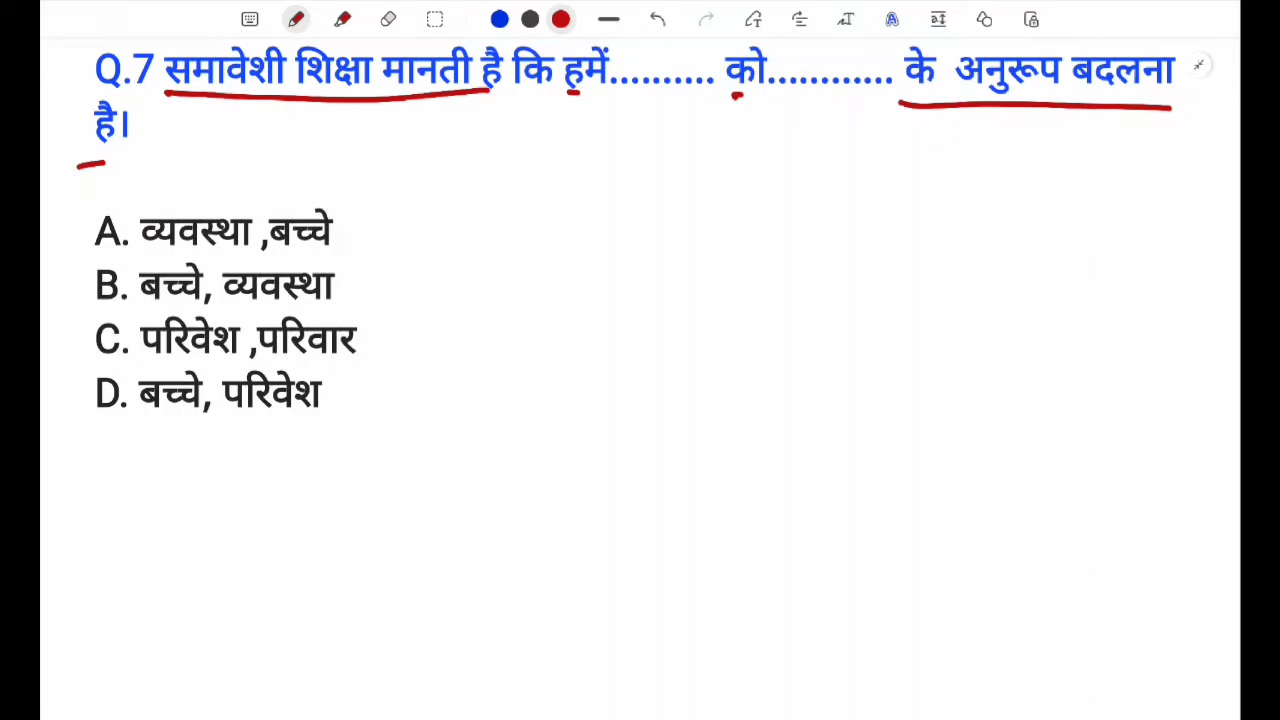 Q.7 समावेशी शिक्षा मानती है कि हमें.......... को............ के अनुरूप बदलना
है।
A. व्यवस्था ,बच्चे
B. बच्चे, व्यवस्था
C. परिवेश ,परिवार
D. बच्चे, परिवेश